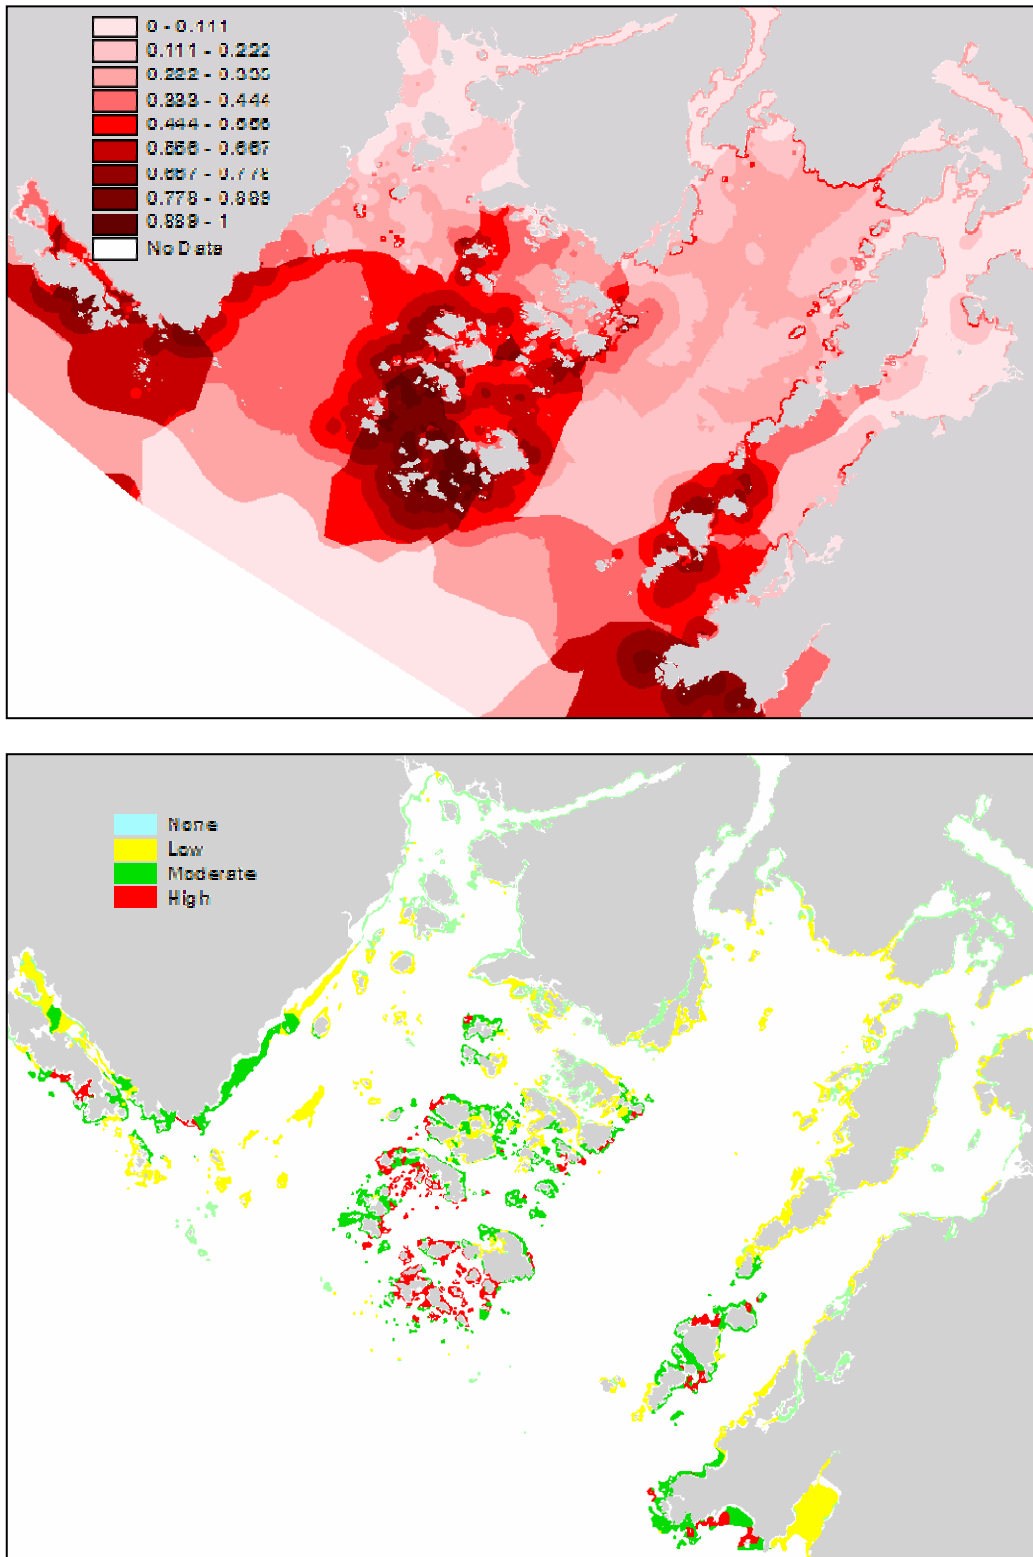 0 - 0.111
0.111 - 0.222
0.222 - 0.333
0.333 - 0.444
0.444 - 0.556
0.556 - 0.667
0.667 - 0.778
0.778 - 0.889
0.889 - 1
No Data
None
Low
Moderate
High